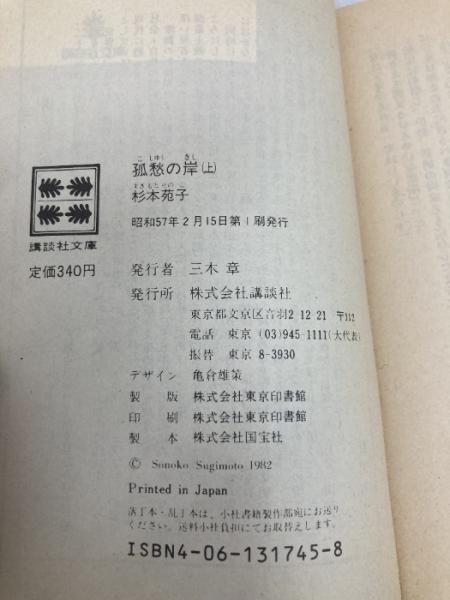 孤愁の岸(上)
杉本苑子
昭和57年2月15日第1刷発行
講談社文庫
定価340円
発行者 三木 章
発行所 株式会社講談社
東京都文京区音羽2-12-21 〒112
電話 東京 (03)945-1111(大代表)
振替 東京 8-3930
デザイン 亀倉雄策
製版 株式会社東京印書館
印刷 株式会社東京印書館
製本 株式会社国宝社
© Sonoko Sugimoto 1982
Printed in Japan
落丁本・乱丁本は、小社書籍製作部宛にお送り
ください。送料小社負担にてお取替えします。
ISBN4-06-131745-8